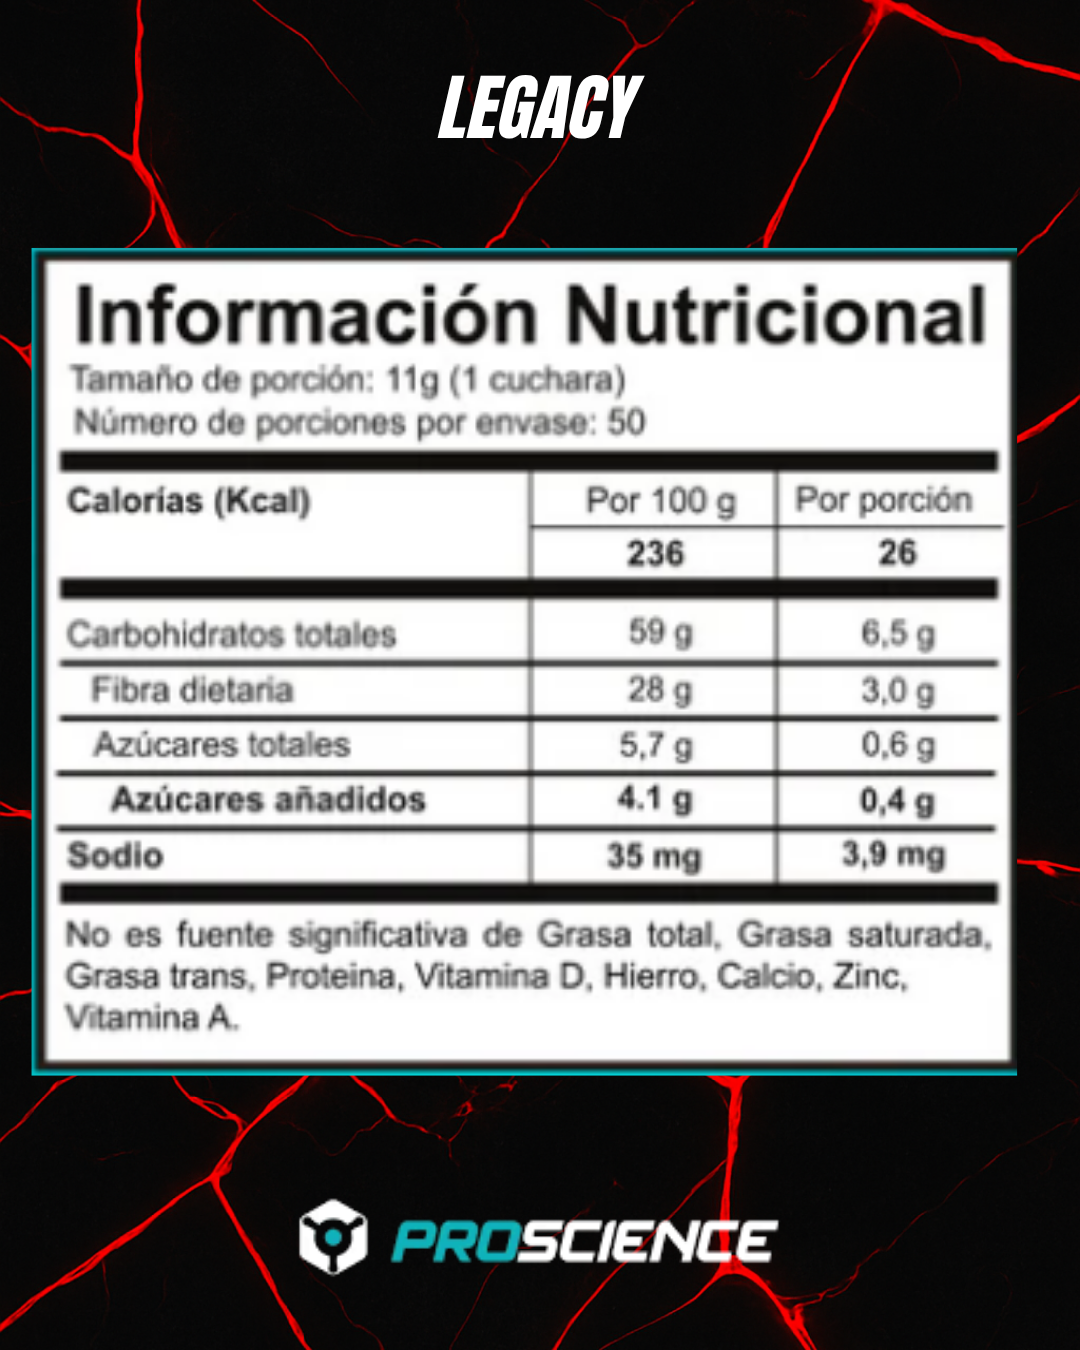 LEGACY
Información Nutricional
Tamaño de porción: 11g (1 cuchara)
Número de porciones por envase: 50
Calorías (Kcal) Por 100 g Por porción
236 26
Carbohidratos totales 59 g 6,5 g
Fibra dietaria 28 g 3,0 g
Azúcares totales 5,7 g 0,6 g
Azúcares añadidos 4.1 g 0,4 g
Sodio 35 mg 3,9 mg
No es fuente significativa de Grasa total, Grasa saturada,
Grasa trans, Proteina, Vitamina D, Hierro, Calcio, Zinc,
Vitamina A.
PROSCIENCE